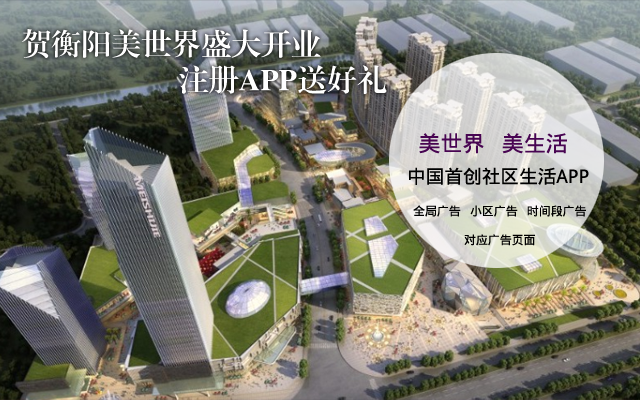 贺衡阳美世界盛大开业
注册APP送好礼
美世界 美生活
中国首创社区生活APP
全局广告 小区广告 时间段广告
对应广告页面
MEISHIJIE